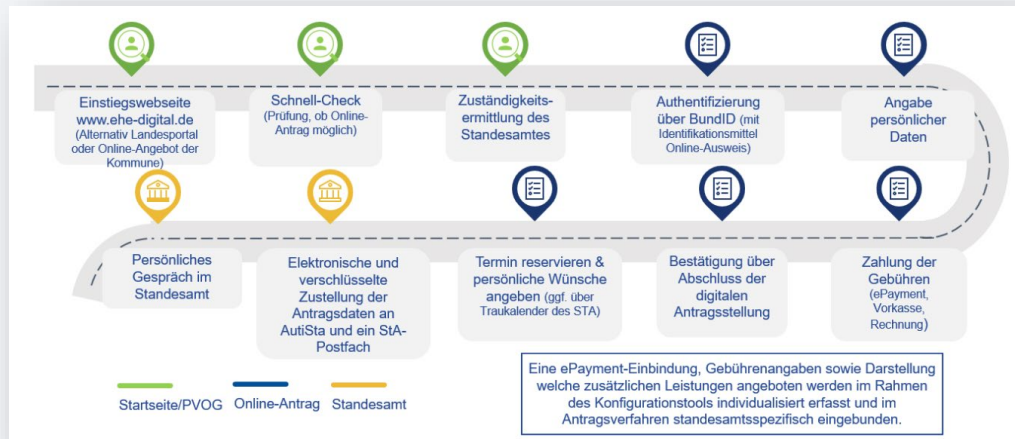 Einstiegswebseite
www.ehe-digital.de
(Alternativ Landesportal
oder Online-Angebot der
Kommune)
Schnell-Check
(Prüfung, ob Online-
Antrag möglich)
Zuständigkeits-
ermittlung des
Standesamtes
Authentifizierung
über BundID (mit
Identifikationsmittel
Online-Ausweis)
Angabe
persönlicher
Daten
Persönliches
Gespräch im
Standesamt
Elektronische und
verschlüsselte
Zustellung der
Antragsdaten an
AutiSta und ein StA-
Postfach
Termin reservieren &
persönliche Wünsche
angeben (ggf. über
Traukalender des STA)
Bestätigung über
Abschluss der
digitalen
Antragsstellung
Zahlung der
Gebühren
(ePayment,
Vorkasse,
Rechnung)
Startseite/PVOG
Online-Antrag
Standesamt
Eine ePayment-Einbindung, Gebührenangaben sowie Darstellung
welche zusätzlichen Leistungen angeboten werden im Rahmen
des Konfigurationstools individualisiert erfasst und im
Antragsverfahren standesamtsspezifisch eingebunden.